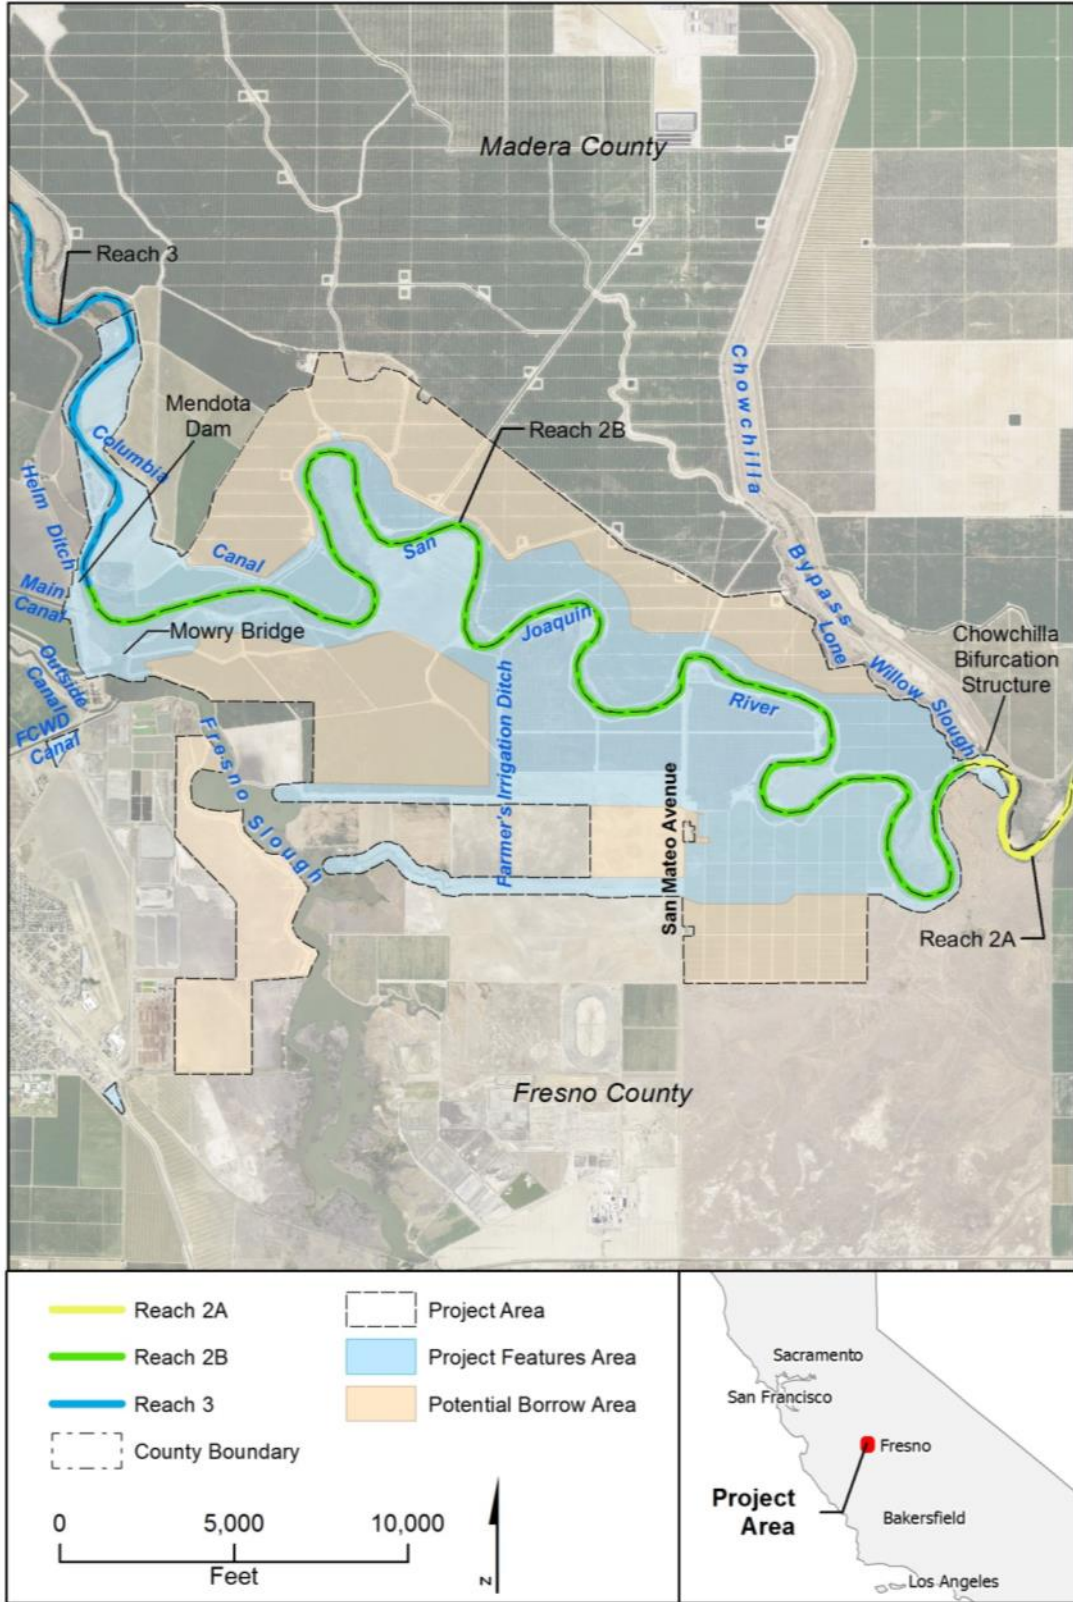 Madera County
Reach 3
Mendota
Dam
Columbia
Canal
Reach 2B
Chowchilla
Bypass
Helm Ditch
Main
Canal
San
Joaquin
River
Lone
Willow Slough
Chowchilla
Bifurcation
Structure
Mowry Bridge
Outside
Canal
FCWD
Canal
Fresno Slough
Farmer's Irrigation Ditch
San Mateo Avenue
Reach 2A
Fresno County
Reach 2A
Reach 2B
Reach 3
County Boundary
Project Area
Project Features Area
Potential Borrow Area
0 5,000 10,000
Feet
N
Sacramento
San Francisco
Fresno
Project
Area
Bakersfield
Los Angeles